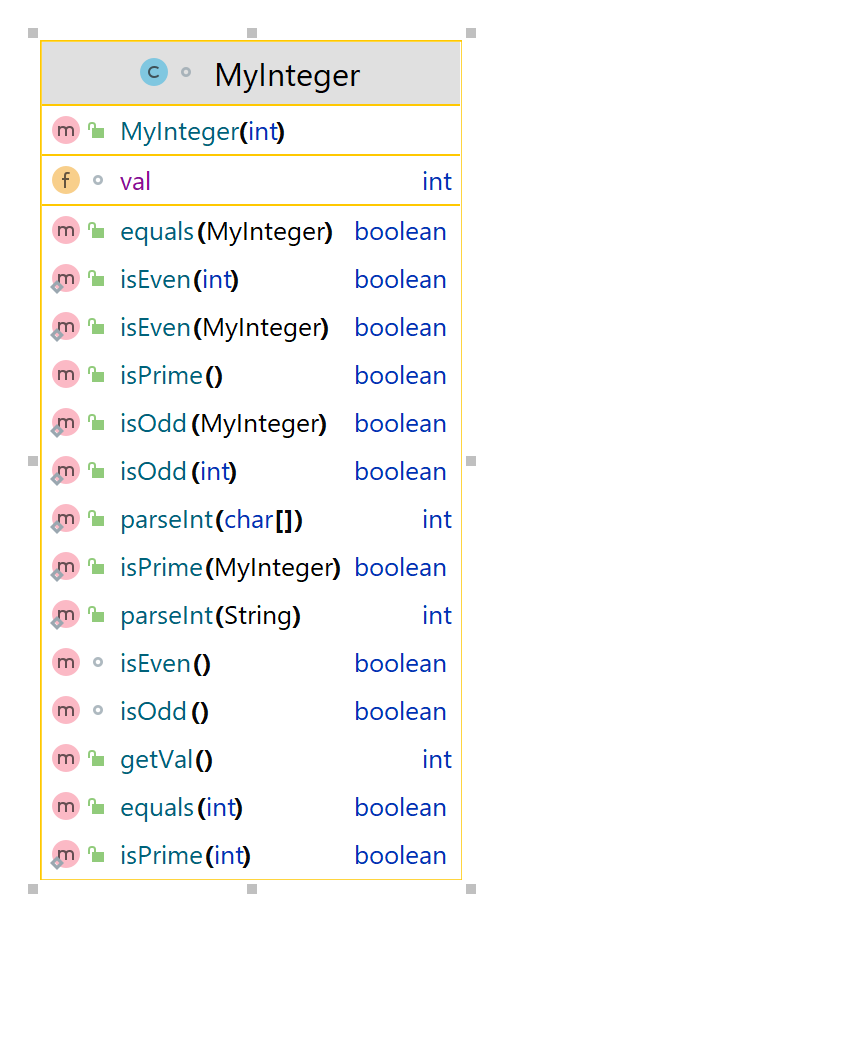 C MyInteger
m MyInteger(int)
f val int
m equals(MyInteger) boolean
m isEven(int) boolean
m isEven(MyInteger) boolean
m isPrime() boolean
m isOdd(MyInteger) boolean
m isOdd(int) boolean
m parseInt(char[]) int
m isPrime(MyInteger) boolean
m parseInt(String) int
m isEven() boolean
m isOdd() boolean
m getVal() int
m equals(int) boolean
m isPrime(int) boolean